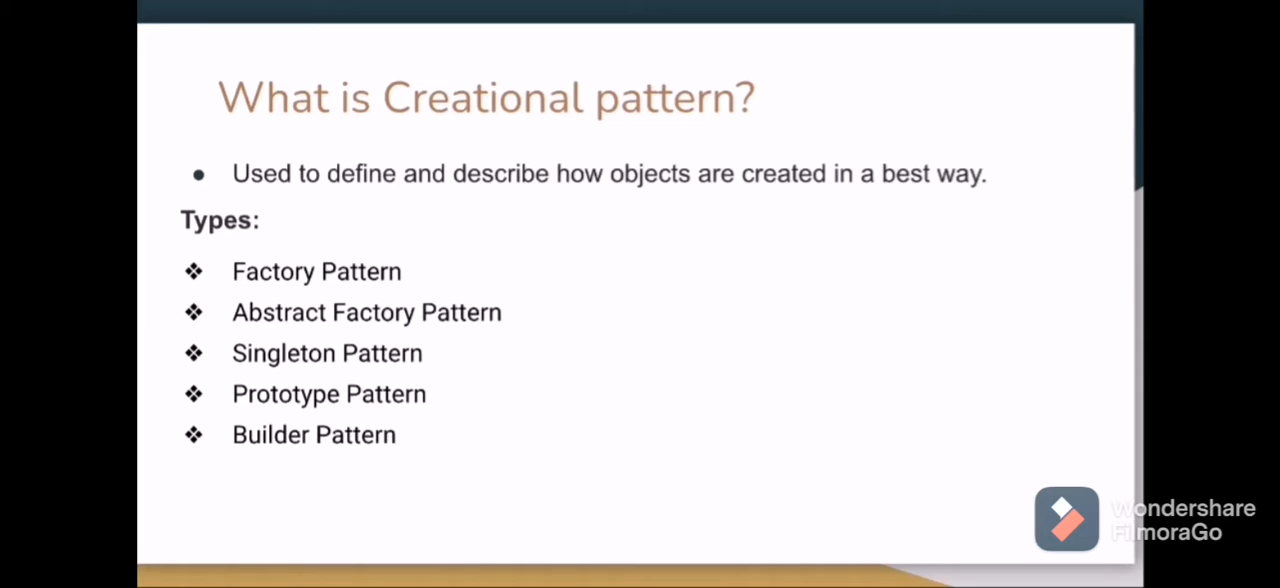 What is Creational pattern?
● Used to define and describe how objects are created in a best way.
Types:
❖ Factory Pattern
❖ Abstract Factory Pattern
❖ Singleton Pattern
❖ Prototype Pattern
❖ Builder Pattern
Wondershare
FilmoraGo